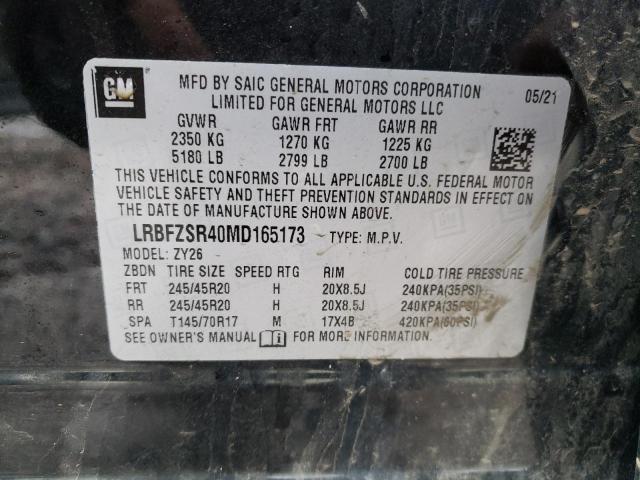 GM
MFD BY SAIC GENERAL MOTORS CORPORATION 05/21
LIMITED FOR GENERAL MOTORS LLC
GVWR GAWR FRT GAWR RR
2350 KG 1270 KG 1225 KG
5180 LB 2799 LB 2700 LB
THIS VEHICLE CONFORMS TO ALL APPLICABLE U.S. FEDERAL MOTOR
VEHICLE SAFETY AND THEFT PREVENTION STANDARDS IN EFFECT ON
THE DATE OF MANUFACTURE SHOWN ABOVE.
LRBFZSR40MD165173 TYPE: M.P.V.
MODEL: ZY26
ZBDN TIRE SIZE SPEED RTG RIM COLD TIRE PRESSURE
FRT 245/45R20 H 20X8.5J 240KPA(35PSI)
RR 245/45R20 H 20X8.5J 240KPA(35PSI)
SPA T145/70R17 M 17X4B 420KPA(60PSI)
SEE OWNER'S MANUAL i FOR MORE INFORMATION.